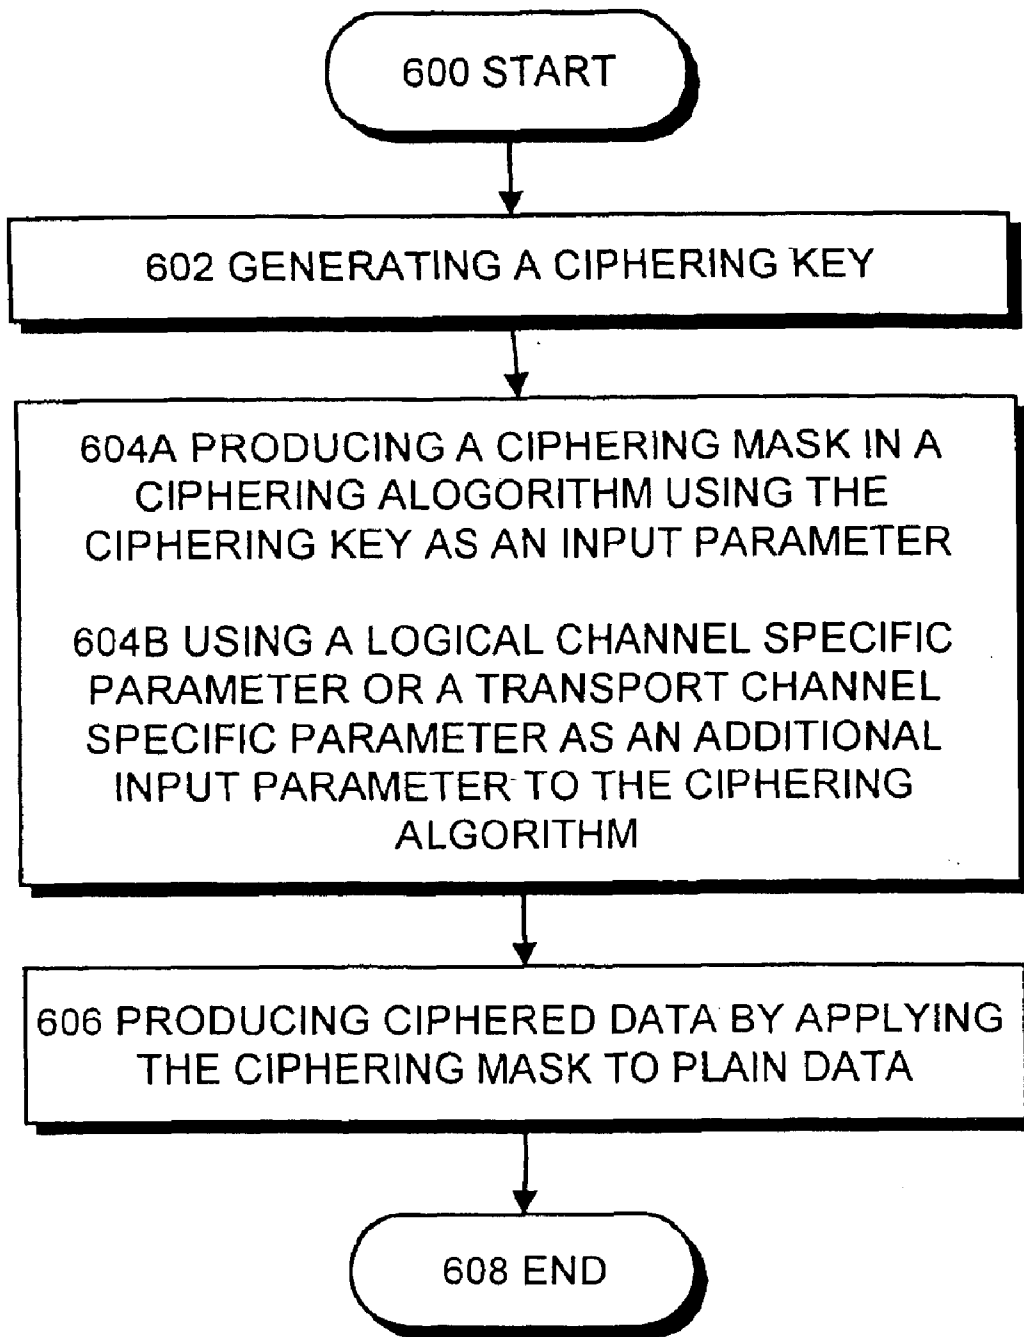 600 START
602 GENERATING A CIPHERING KEY
604A PRODUCING A CIPHERING MASK IN A
CIPHERING ALOGORITHM USING THE
CIPHERING KEY AS AN INPUT PARAMETER
604B USING A LOGICAL CHANNEL SPECIFIC
PARAMETER OR A TRANSPORT CHANNEL
SPECIFIC PARAMETER AS AN ADDITIONAL
INPUT PARAMETER TO THE CIPHERING
ALGORITHM
606 PRODUCING CIPHERED DATA BY APPLYING
THE CIPHERING MASK TO PLAIN DATA
608 END